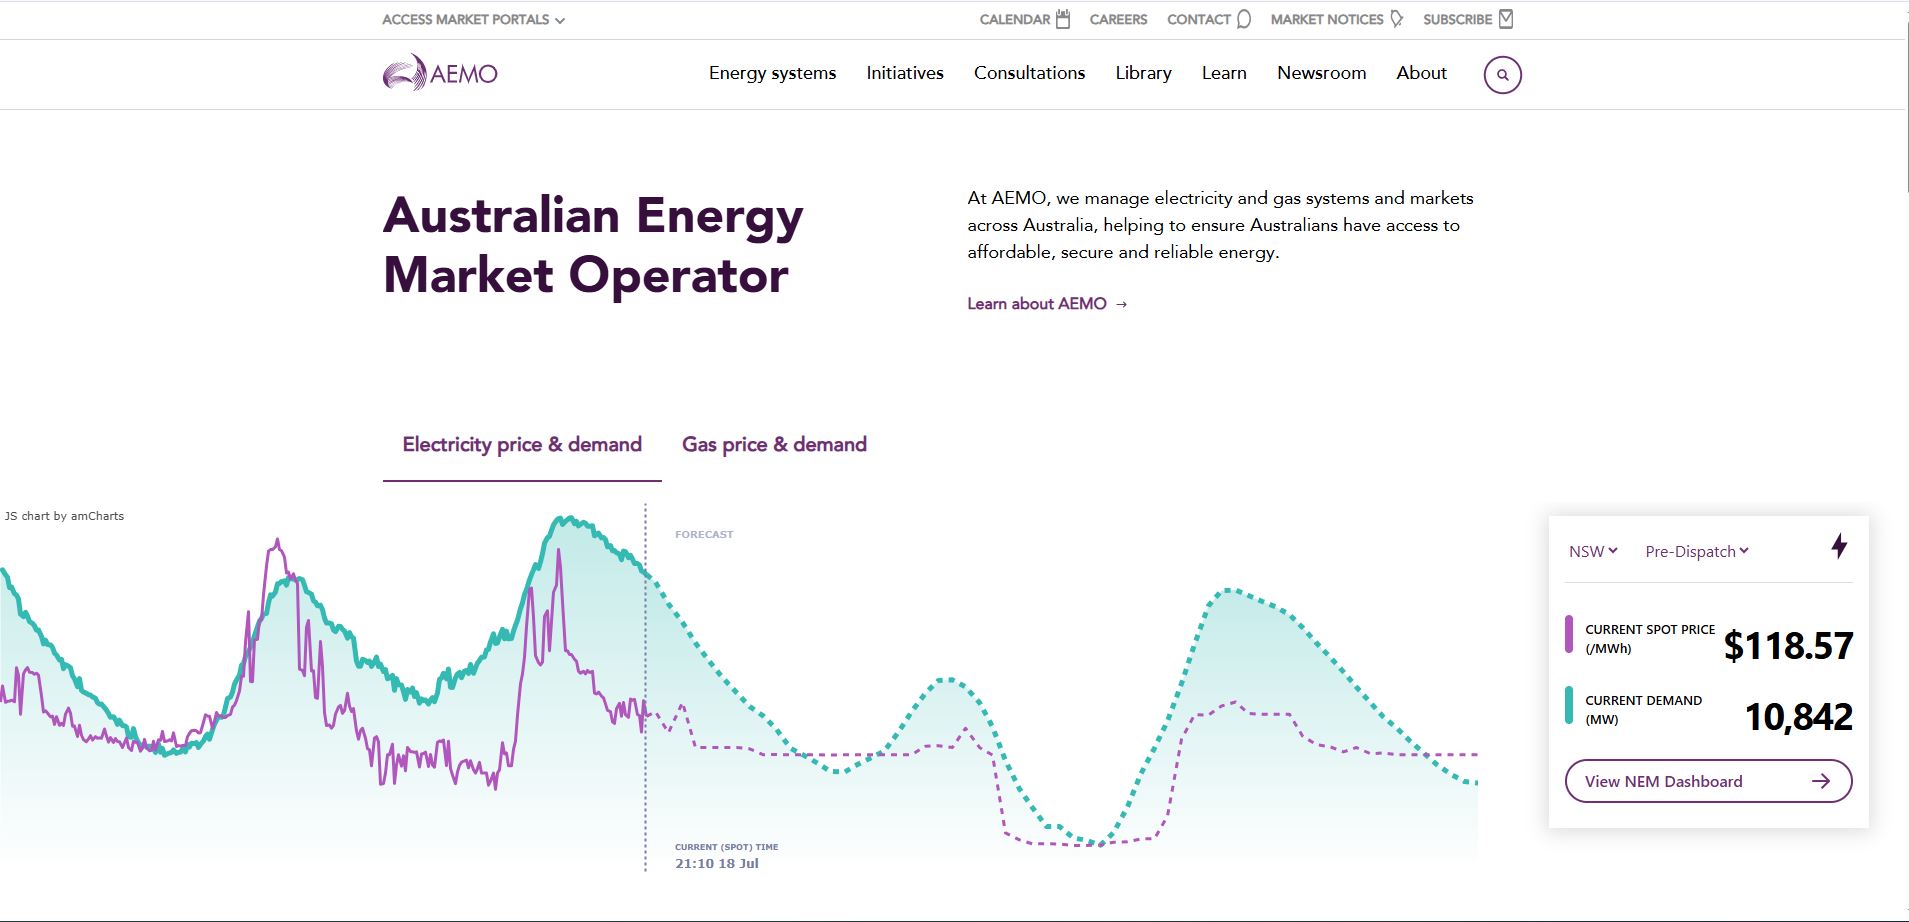 ACCESS MARKET PORTALS
CALENDAR CAREERS CONTACT MARKET NOTICES SUBSCRIBE
AEMO
Energy systems Initiatives Consultations Library Learn Newsroom About
Australian Energy
Market Operator
At AEMO, we manage electricity and gas systems and markets
across Australia, helping to ensure Australians have access to
affordable, secure and reliable energy.
Learn about AEMO →
Electricity price & demand
Gas price & demand
JS chart by amCharts
FORECAST
CURRENT (SPOT) TIME
21:10 18 Jul
NSW Pre-Dispatch
CURRENT SPOT PRICE
(/MWh)
$118.57
CURRENT DEMAND
(MW)
10,842
View NEM Dashboard